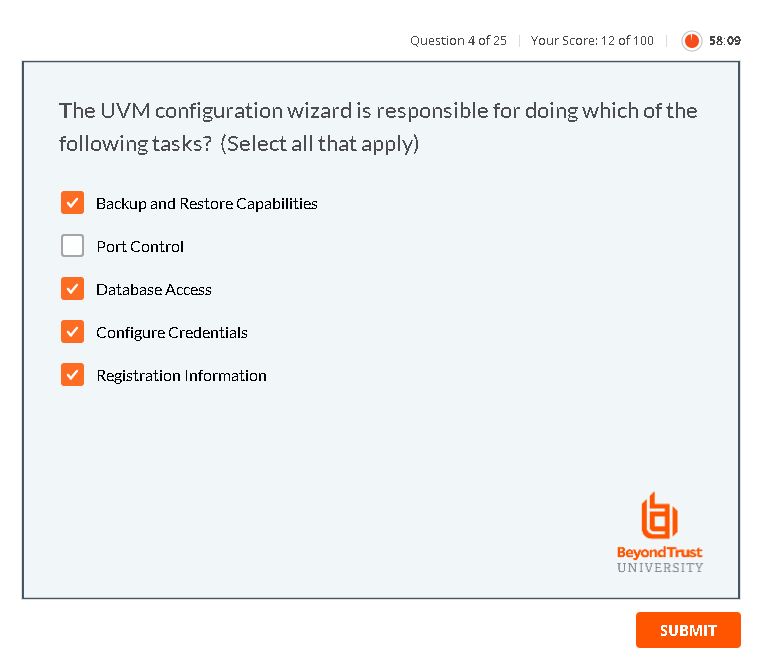 Question 4 of 25 | Your Score: 12 of 100 | 58:09
The UVM configuration wizard is responsible for doing which of the
following tasks? (Select all that apply)
Backup and Restore Capabilities
Port Control
Database Access
Configure Credentials
Registration Information
BeyondTrust
UNIVERSITY
SUBMIT